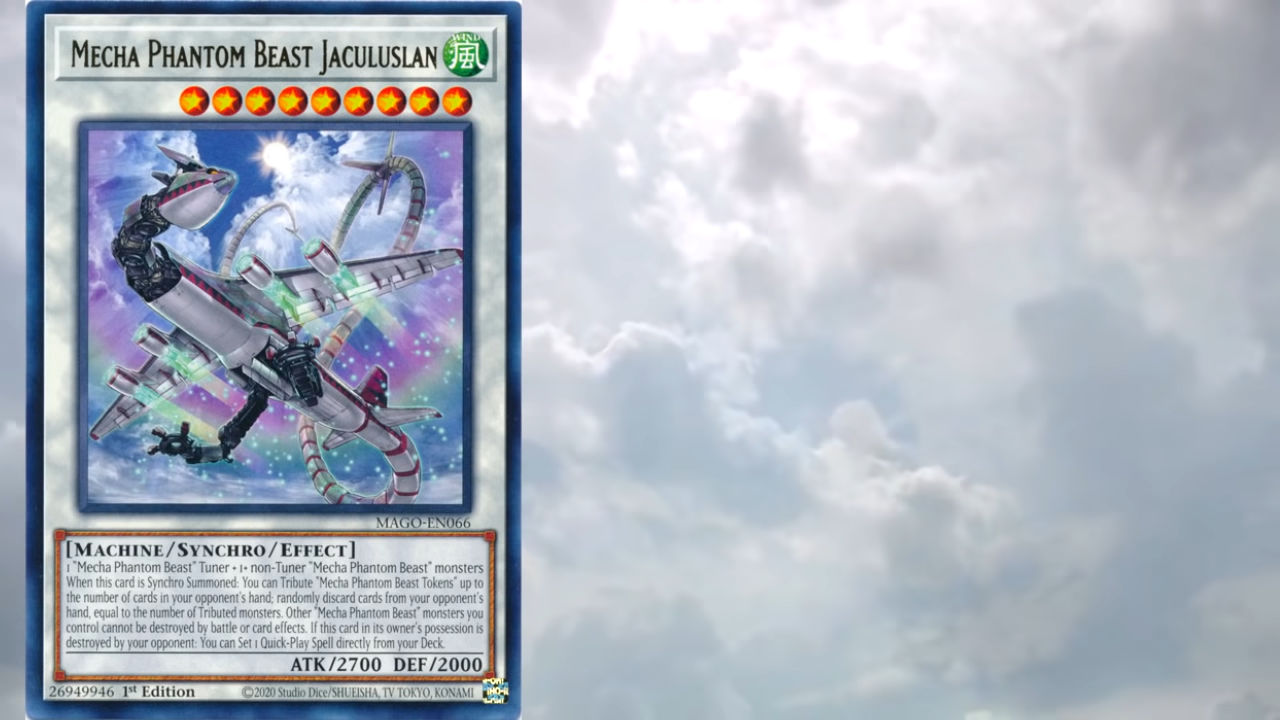 MECHA PHANTOM BEAST JACULUSLAN
WIND
風
MAGO-EN066
[MACHINE/SYNCHRO/EFFECT]
1 "Mecha Phantom Beast" Tuner + 1+ non-Tuner "Mecha Phantom Beast" monsters
When this card is Synchro Summoned: You can Tribute "Mecha Phantom Beast Tokens" up to
the number of cards in your opponent's hand; randomly discard cards from your opponent's
hand, equal to the number of Tributed monsters. Other "Mecha Phantom Beast" monsters you
control cannot be destroyed by battle or card effects. If this card in its owner's possession is
destroyed by your opponent: You can Set 1 Quick-Play Spell directly from your Deck.
ATK/2700 DEF/2000
26949946 1st Edition ©2020 Studio Dice/SHUEISHA, TV TOKYO, KONAMI